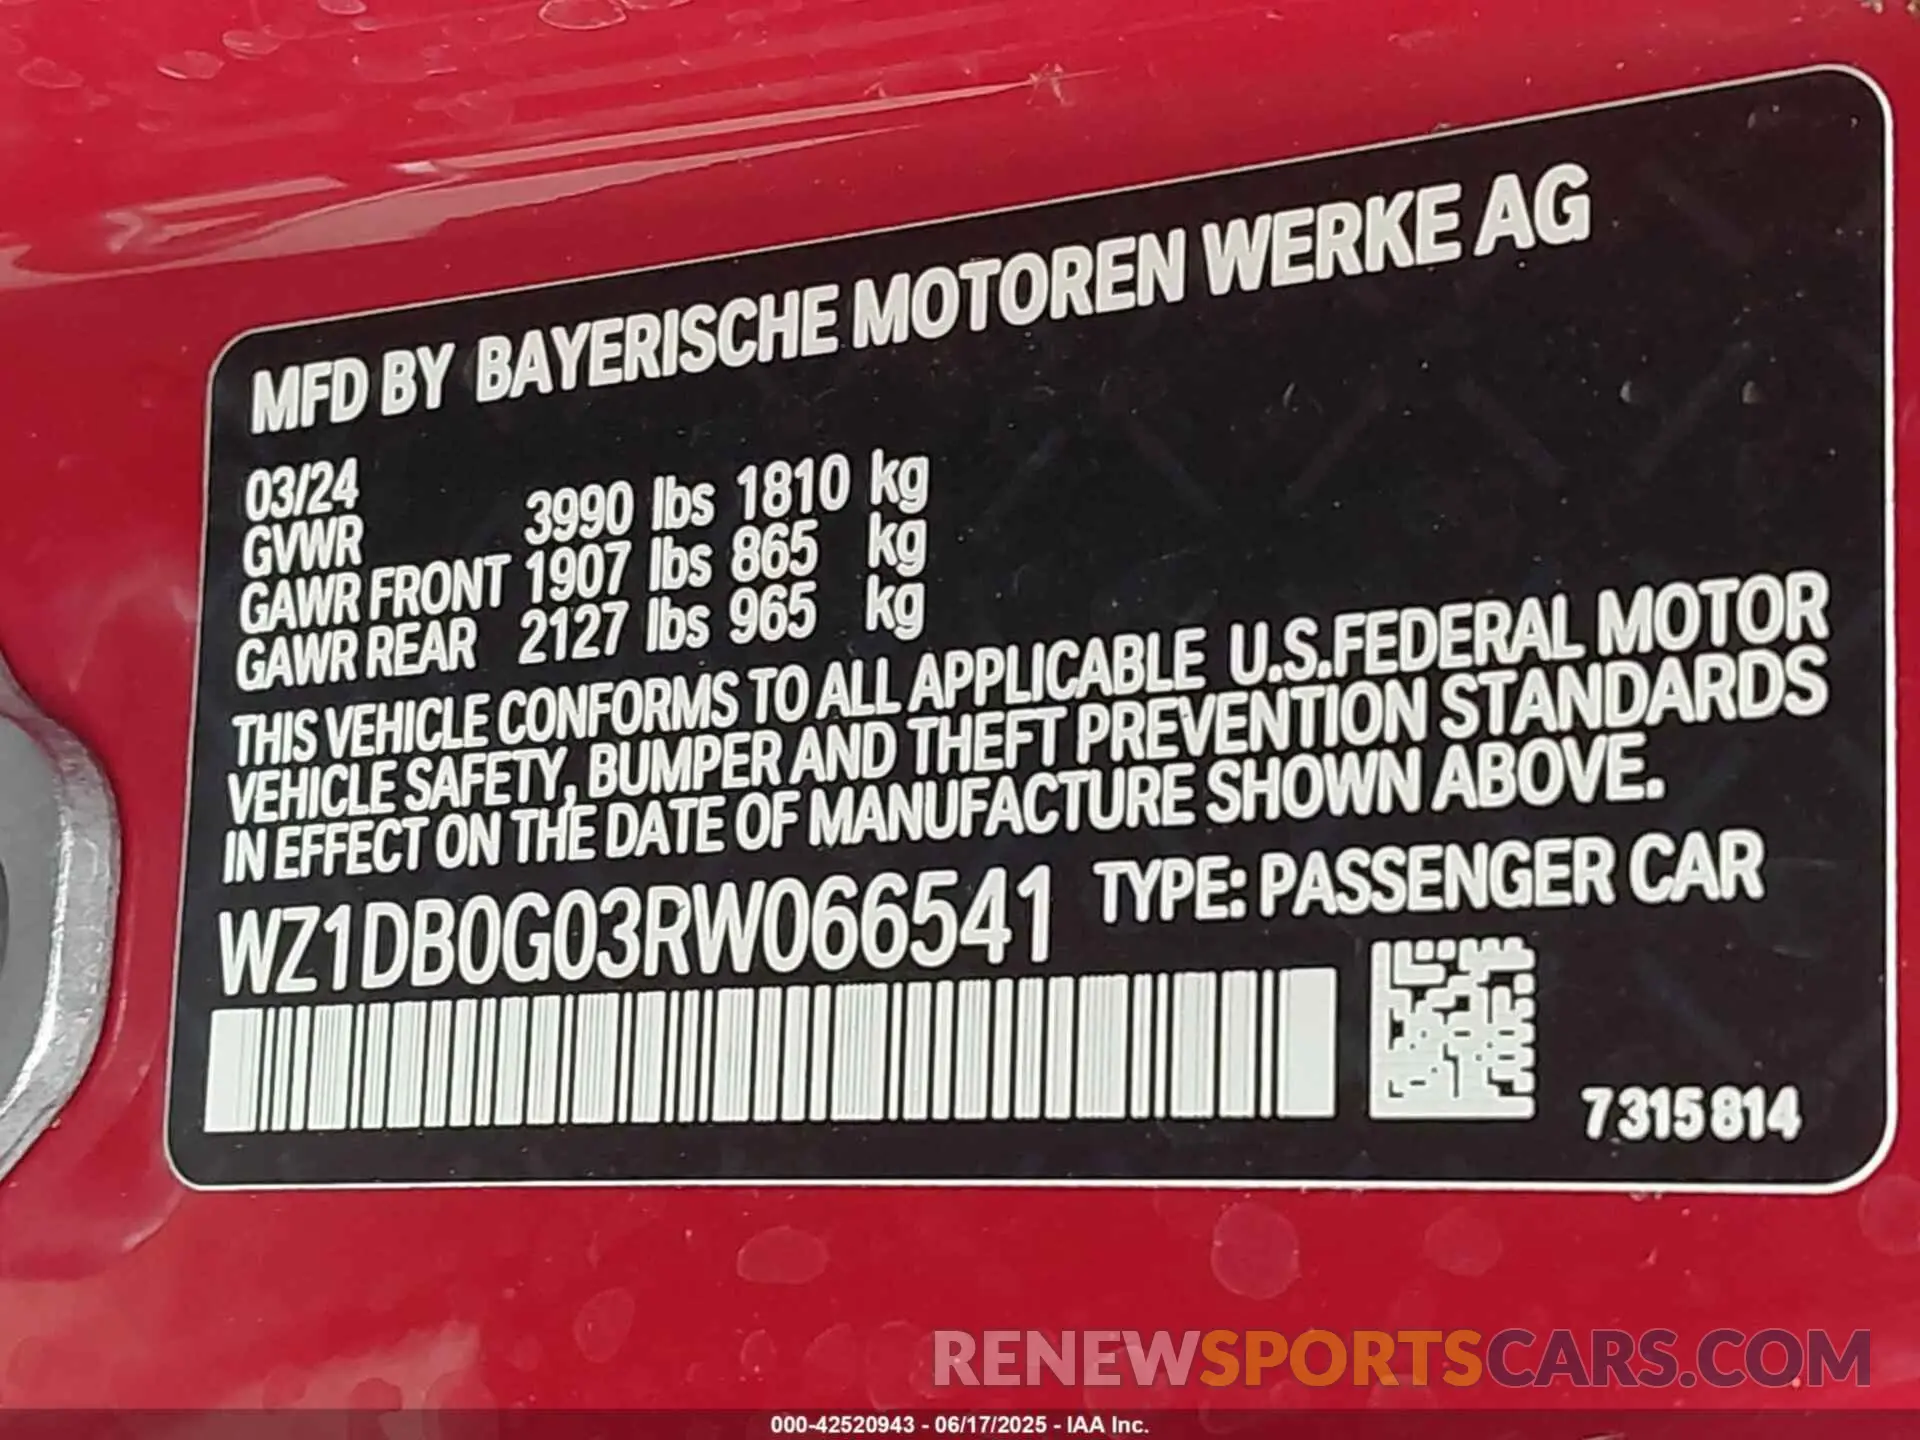 MFD BY BAYERISCHE MOTOREN WERKE AG
03/24
GVWR 3990 lbs 1810 kg
GAWR FRONT 1907 lbs 865 kg
GAWR REAR 2127 lbs 965 kg
THIS VEHICLE CONFORMS TO ALL APPLICABLE U.S.FEDERAL MOTOR
VEHICLE SAFETY, BUMPER AND THEFT PREVENTION STANDARDS
IN EFFECT ON THE DATE OF MANUFACTURE SHOWN ABOVE.
WZ1DB0G03RW066541 TYPE: PASSENGER CAR
7315814
RENEWSPORTSCARS.COM
000-42520943 - 06/17/2025 - IAA Inc.